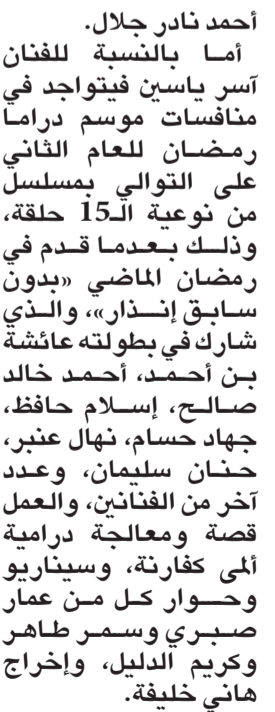 أحمد نادر جلال.
أما بالنسبة للفنان
آسر ياسين فيتواجد في
منافسات موسم دراما
رمضان للعام الثاني
على التوالي بمسلسل
من نوعية الـ15 حلقة،
وذلك بعدما قدم في
رمضان الماضي «بدون
سابق إنذار»، والذي
شارك في بطولته عائشة
بن أحمد، أحمد خالد
صالح، إسلام حافظ،
جهاد حسام، نهال عنبر،
حنان سليمان، وعدد
آخر من الفنانين، والعمل
قصة ومعالجة درامية
ألمى كفارنة، وسيناريو
وحوار كل من عمار
صبري وسمر طاهر
وكريم الدليل، وإخراج
هاني خليفة.